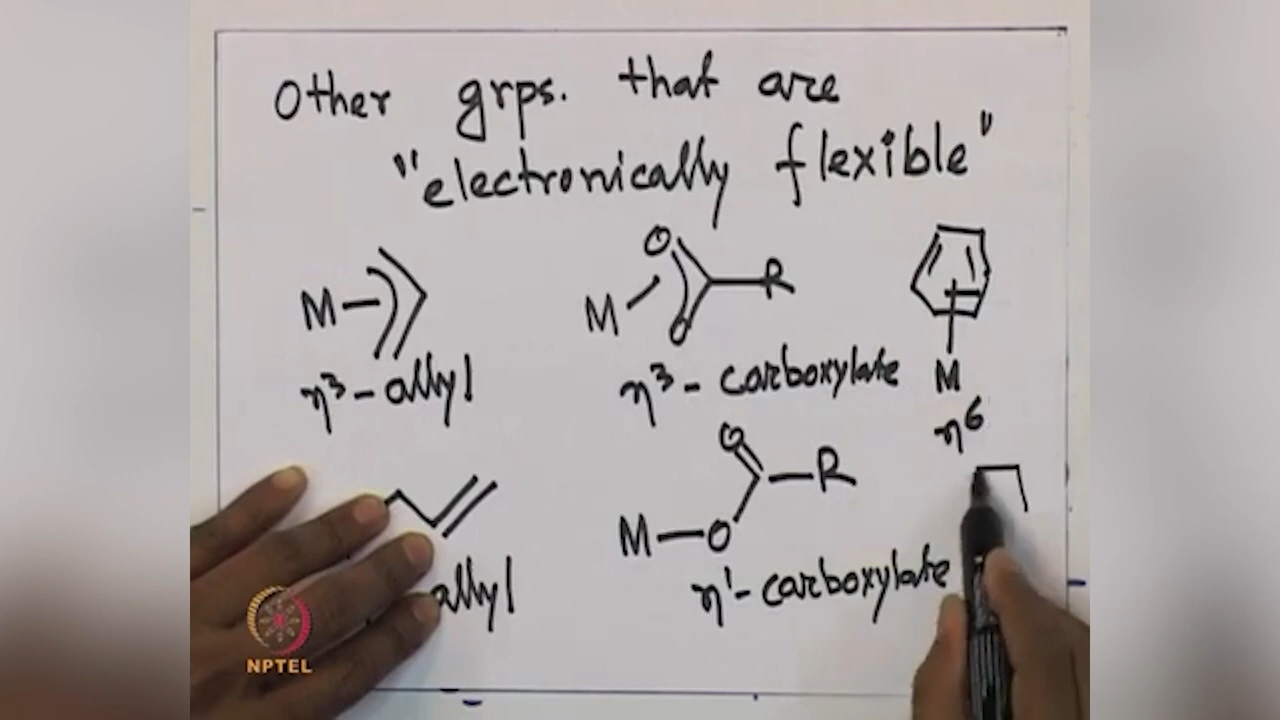 Other grps. that are
"electronically flexible"
M
O
O
R
M
η³-allyl
η³-carboxylate
M
η⁶
O
R
M
O
allyl
η¹-carboxylate
NPTEL